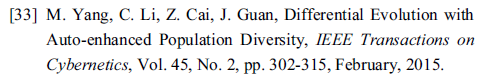 [33] M. Yang, C. Li, Z. Cai, J. Guan, Differential Evolution with
Auto-enhanced Population Diversity, IEEE Transactions on
Cybernetics, Vol. 45, No. 2, pp. 302-315, February, 2015.